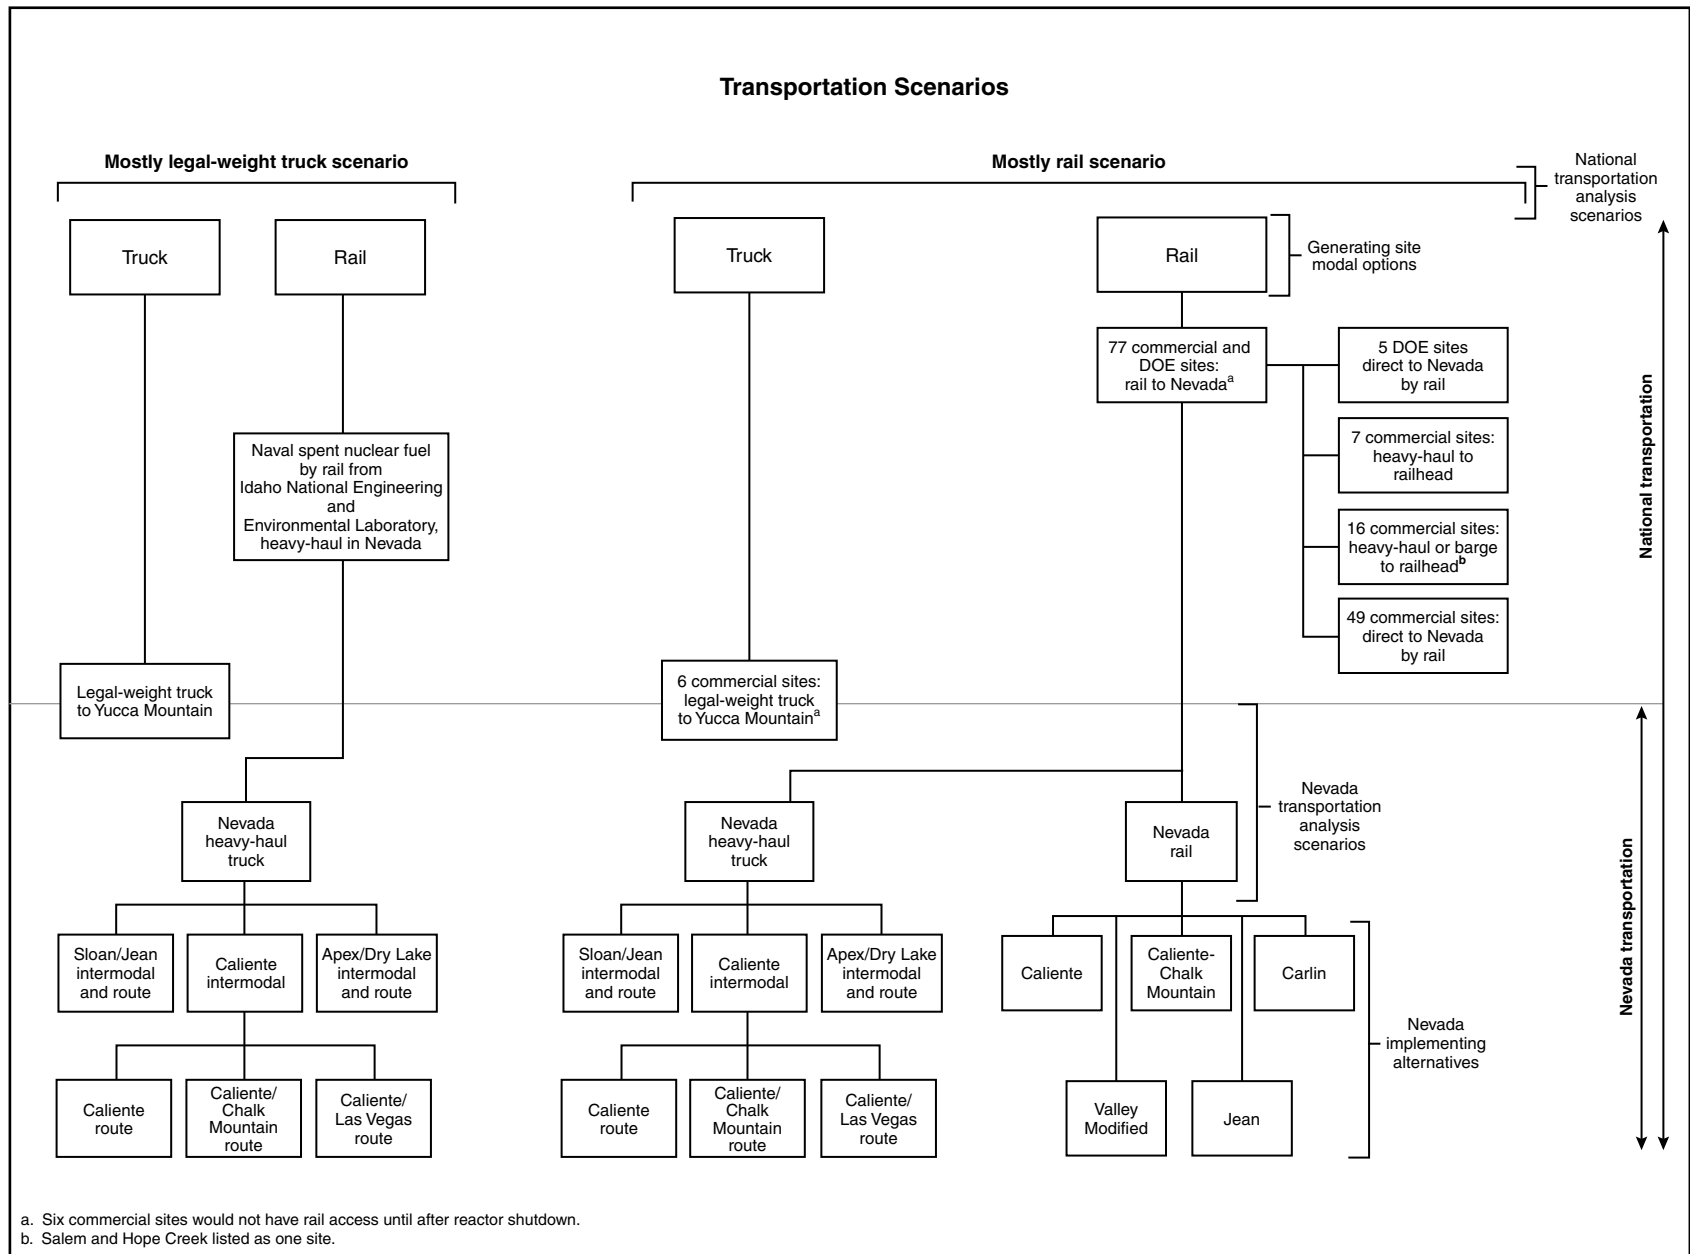 Transportation Scenarios
Mostly legal-weight truck scenario
Mostly rail scenario
National
transportation
analysis
scenarios
Truck
Rail
Truck
Rail
Generating site
modal options
77 commercial and
DOE sites:
rail to Nevadaa
5 DOE sites
direct to Nevada
by rail
7 commercial sites:
heavy-haul to
railhead
16 commercial sites:
heavy-haul or barge
to railheadb
49 commercial sites:
direct to Nevada
by rail
National transportation
Naval spent nuclear fuel
by rail from
Idaho National Engineering
and
Environmental Laboratory,
heavy-haul in Nevada
Legal-weight truck
to Yucca Mountain
6 commercial sites:
legal-weight truck
to Yucca Mountaina
Nevada
heavy-haul
truck
Nevada
heavy-haul
truck
Nevada
rail
Nevada
transportation
analysis
scenarios
Nevada transportation
Sloan/Jean
intermodal
and route
Caliente
intermodal
Apex/Dry Lake
intermodal
and route
Sloan/Jean
intermodal
and route
Caliente
intermodal
Apex/Dry Lake
intermodal
and route
Caliente
Caliente-
Chalk
Mountain
Carlin
Nevada
implementing
alternatives
Caliente
route
Caliente/
Chalk
Mountain
route
Caliente/
Las Vegas
route
Caliente
route
Caliente/
Chalk
Mountain
route
Caliente/
Las Vegas
route
Valley
Modified
Jean
a. Six commercial sites would not have rail access until after reactor shutdown.
b. Salem and Hope Creek listed as one site.